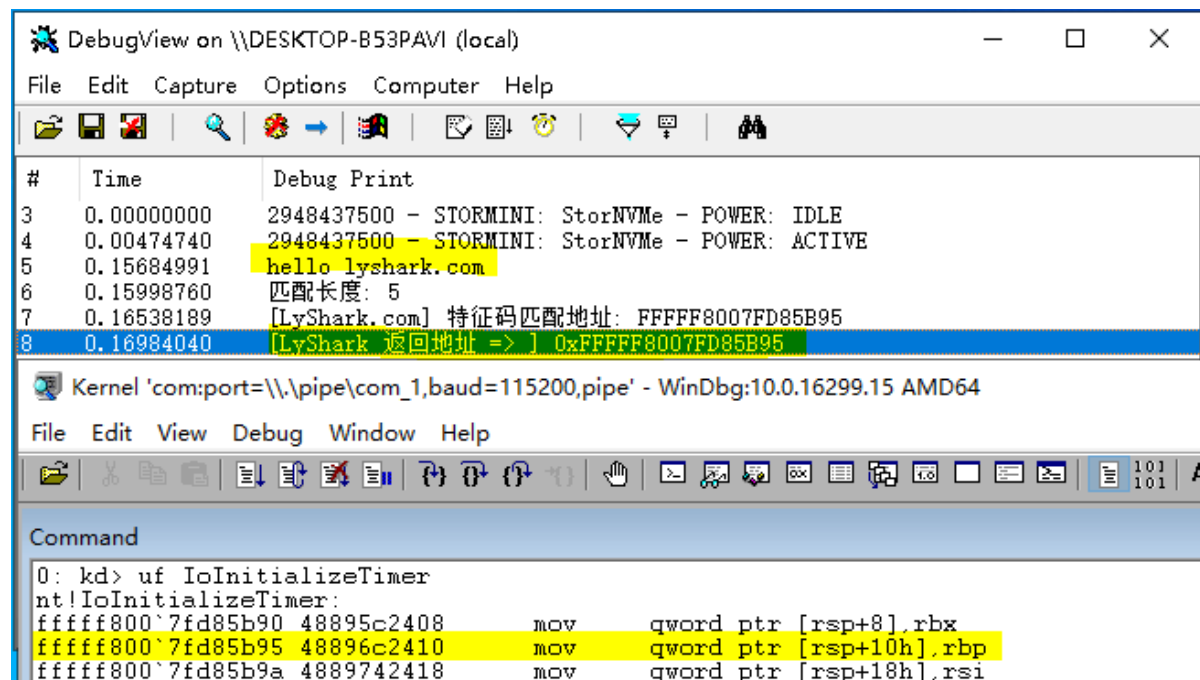 DebugView on \\DESKTOP-B53PAVI (local)
File Edit Capture Options Computer Help
# Time Debug Print
3 0.00000000 2948437500 - STORMINI: StorNVMe - POWER: IDLE
4 0.00474740 2948437500 - STORMINI: StorNVMe - POWER: ACTIVE
5 0.15684991 hello lyshark.com
6 0.15998760 匹配长度: 5
7 0.16538189 [LyShark.com] 特征码匹配地址: FFFFF8007FD85B95
8 0.16984040 [LyShark 返回地址 => ] 0xFFFFF8007FD85B95
Kernel 'com:port=\\.\pipe\com_1,baud=115200,pipe' - WinDbg:10.0.16299.15 AMD64
File Edit View Debug Window Help
101
101
A
Command
0: kd> uf IoInitializeTimer
nt!IoInitializeTimer:
fffff800`7fd85b90 48895c2408 mov qword ptr [rsp+8],rbx
fffff800`7fd85b95 48896c2410 mov qword ptr [rsp+10h],rbp
fffff800`7fd85b9a 4889742418 mov qword ptr [rsp+18h],rsi